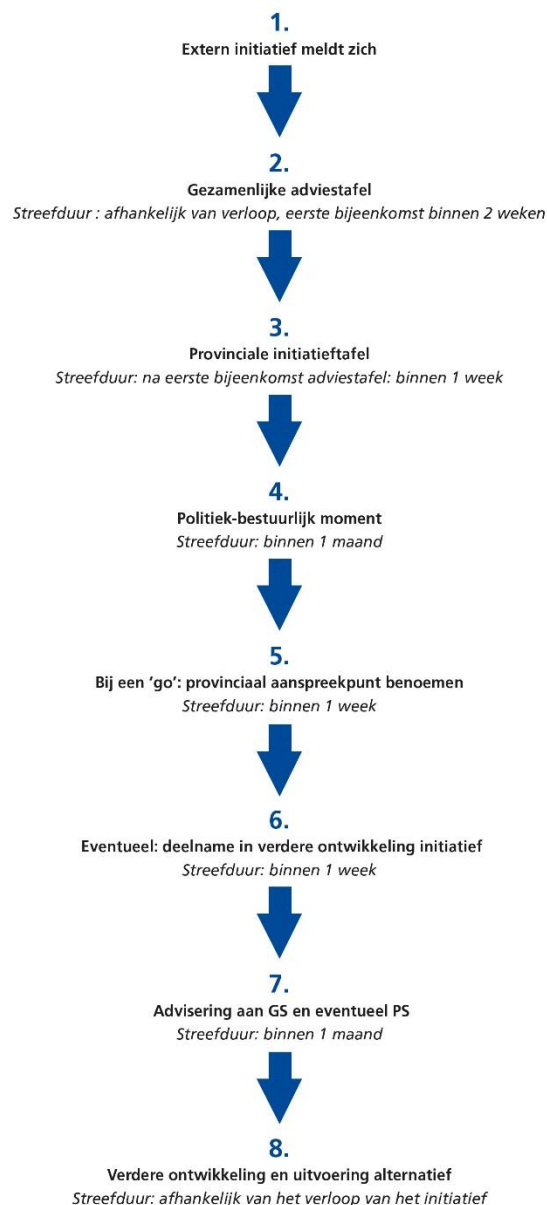 1.
Extern initiatief meldt zich
2.
Gezamenlijke adviestafel
Streefduur : afhankelijk van verloop, eerste bijeenkomst binnen 2 weken
3.
Provinciale initiatieftafel
Streefduur: na eerste bijeenkomst adviestafel: binnen 1 week
4.
Politiek-bestuurlijk moment
Streefduur: binnen 1 maand
5.
Bij een ‘go’: provinciaal aanspreekpunt benoemen
Streefduur: binnen 1 week
6.
Eventueel: deelname in verdere ontwikkeling initiatief
Streefduur: binnen 1 week
7.
Advisering aan GS en eventueel PS
Streefduur: binnen 1 maand
8.
Verdere ontwikkeling en uitvoering alternatief
Streefduur: afhankelijk van het verloop van het initiatief